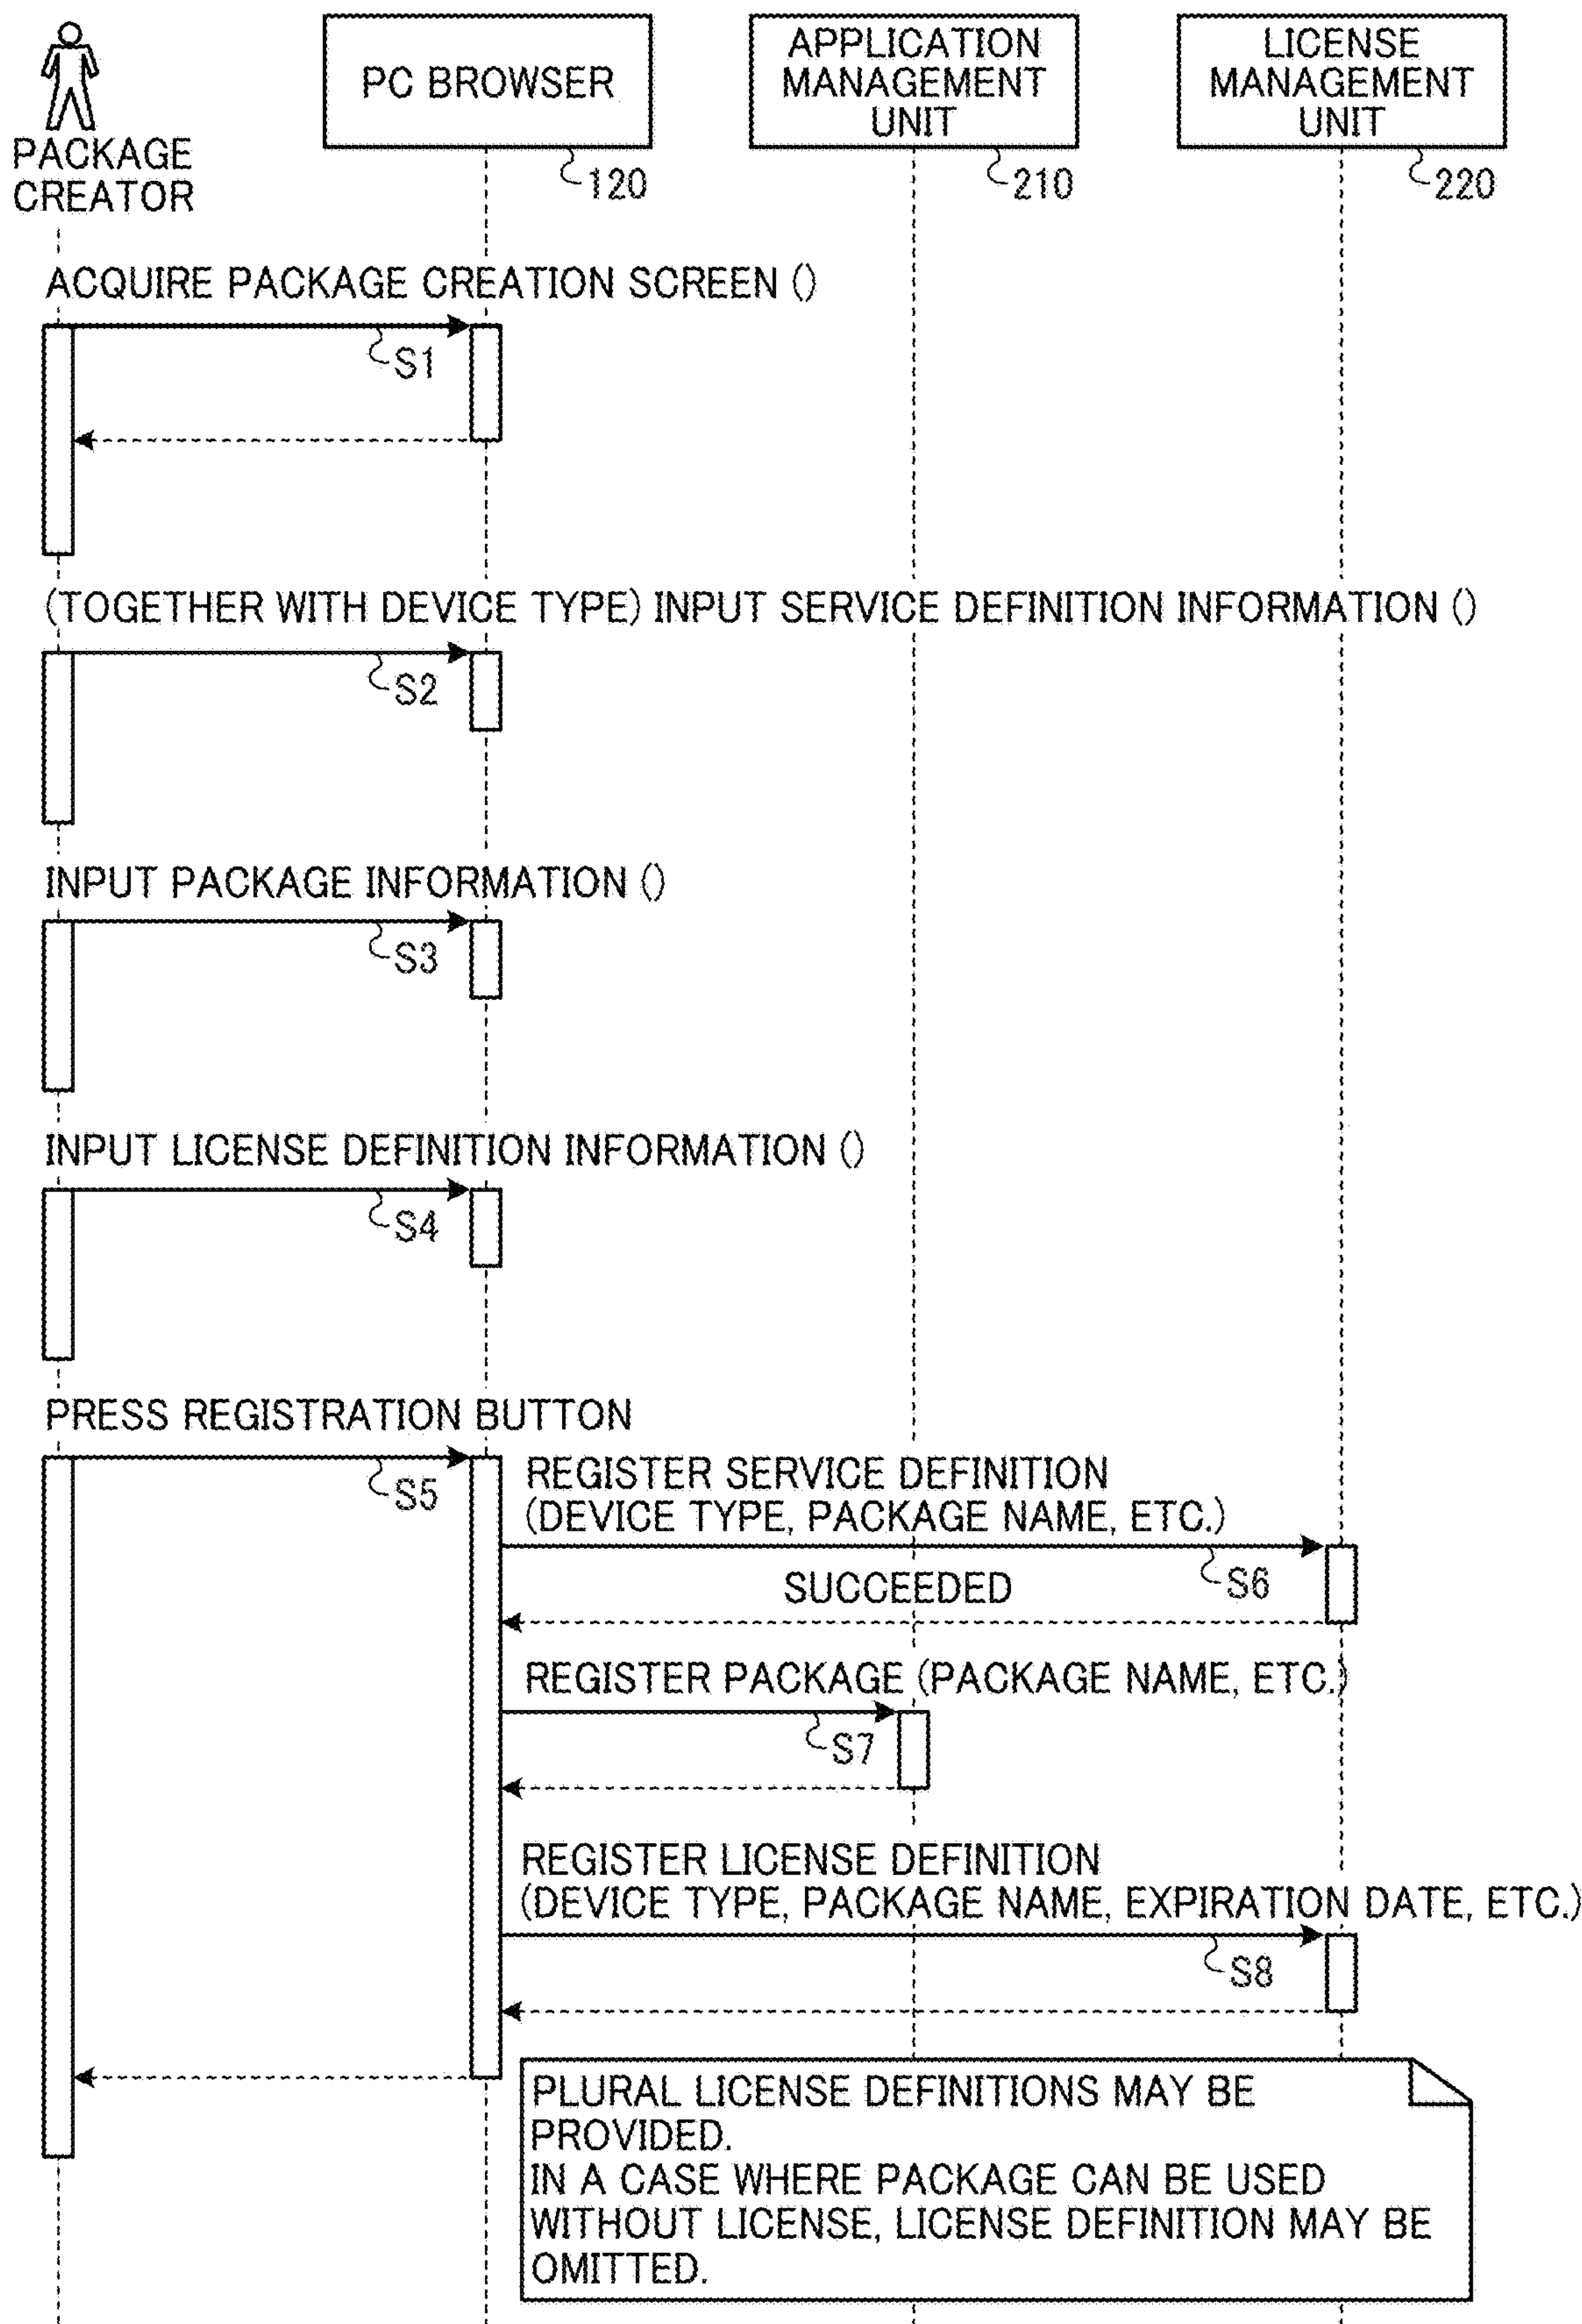 PACKAGE
CREATOR
PC BROWSER
120
APPLICATION
MANAGEMENT
UNIT
210
LICENSE
MANAGEMENT
UNIT
220
ACQUIRE PACKAGE CREATION SCREEN ()
S1
(TOGETHER WITH DEVICE TYPE) INPUT SERVICE DEFINITION INFORMATION ()
S2
INPUT PACKAGE INFORMATION ()
S3
INPUT LICENSE DEFINITION INFORMATION ()
S4
PRESS REGISTRATION BUTTON
S5
REGISTER SERVICE DEFINITION
(DEVICE TYPE, PACKAGE NAME, ETC.)
S6
SUCCEEDED
REGISTER PACKAGE (PACKAGE NAME, ETC.)
S7
REGISTER LICENSE DEFINITION
(DEVICE TYPE, PACKAGE NAME, EXPIRATION DATE, ETC.)
S8
PLURAL LICENSE DEFINITIONS MAY BE
PROVIDED.
IN A CASE WHERE PACKAGE CAN BE USED
WITHOUT LICENSE, LICENSE DEFINITION MAY BE
OMITTED.